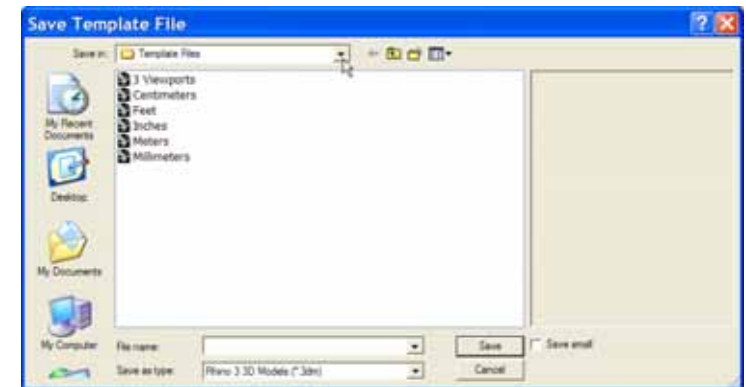 Save Template File
Save in: Template Files
3 Viewports
Centimeters
Feet
Inches
Meters
Millimeters
My Recent
Documents
Desktop
My Documents
My Computer
File name: Save Save small
Save as type: Rhino 3 3D Models (*.3dm) Cancel